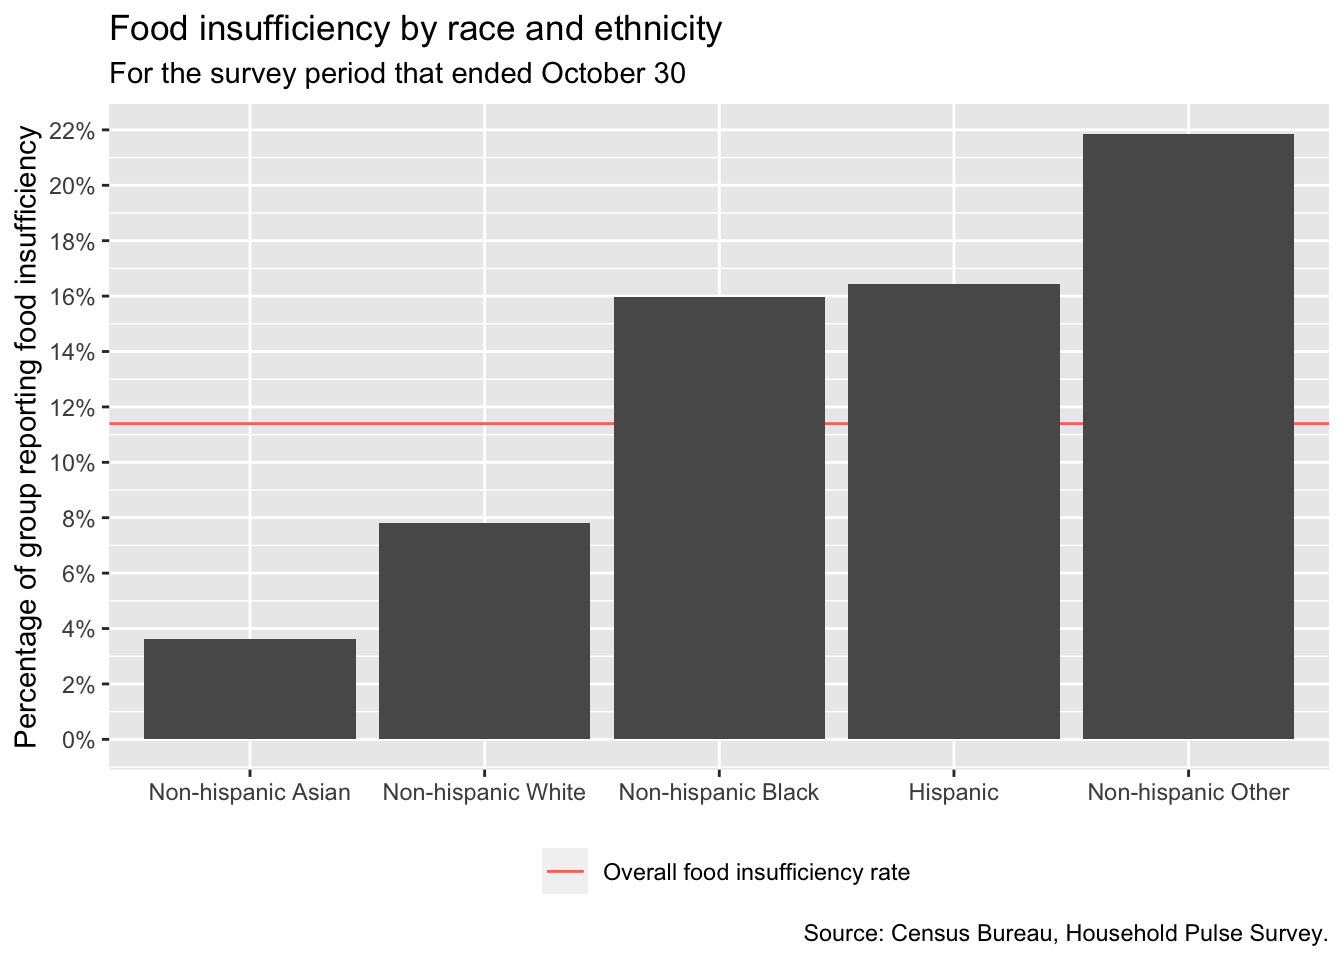 Food insufficiency by race and ethnicity
For the survey period that ended October 30
Percentage of group reporting food insufficiency
22%
20%
18%
16%
14%
12%
10%
8%
6%
4%
2%
0%
Non-hispanic Asian
Non-hispanic White
Non-hispanic Black
Hispanic
Non-hispanic Other
Overall food insufficiency rate
Source: Census Bureau, Household Pulse Survey.